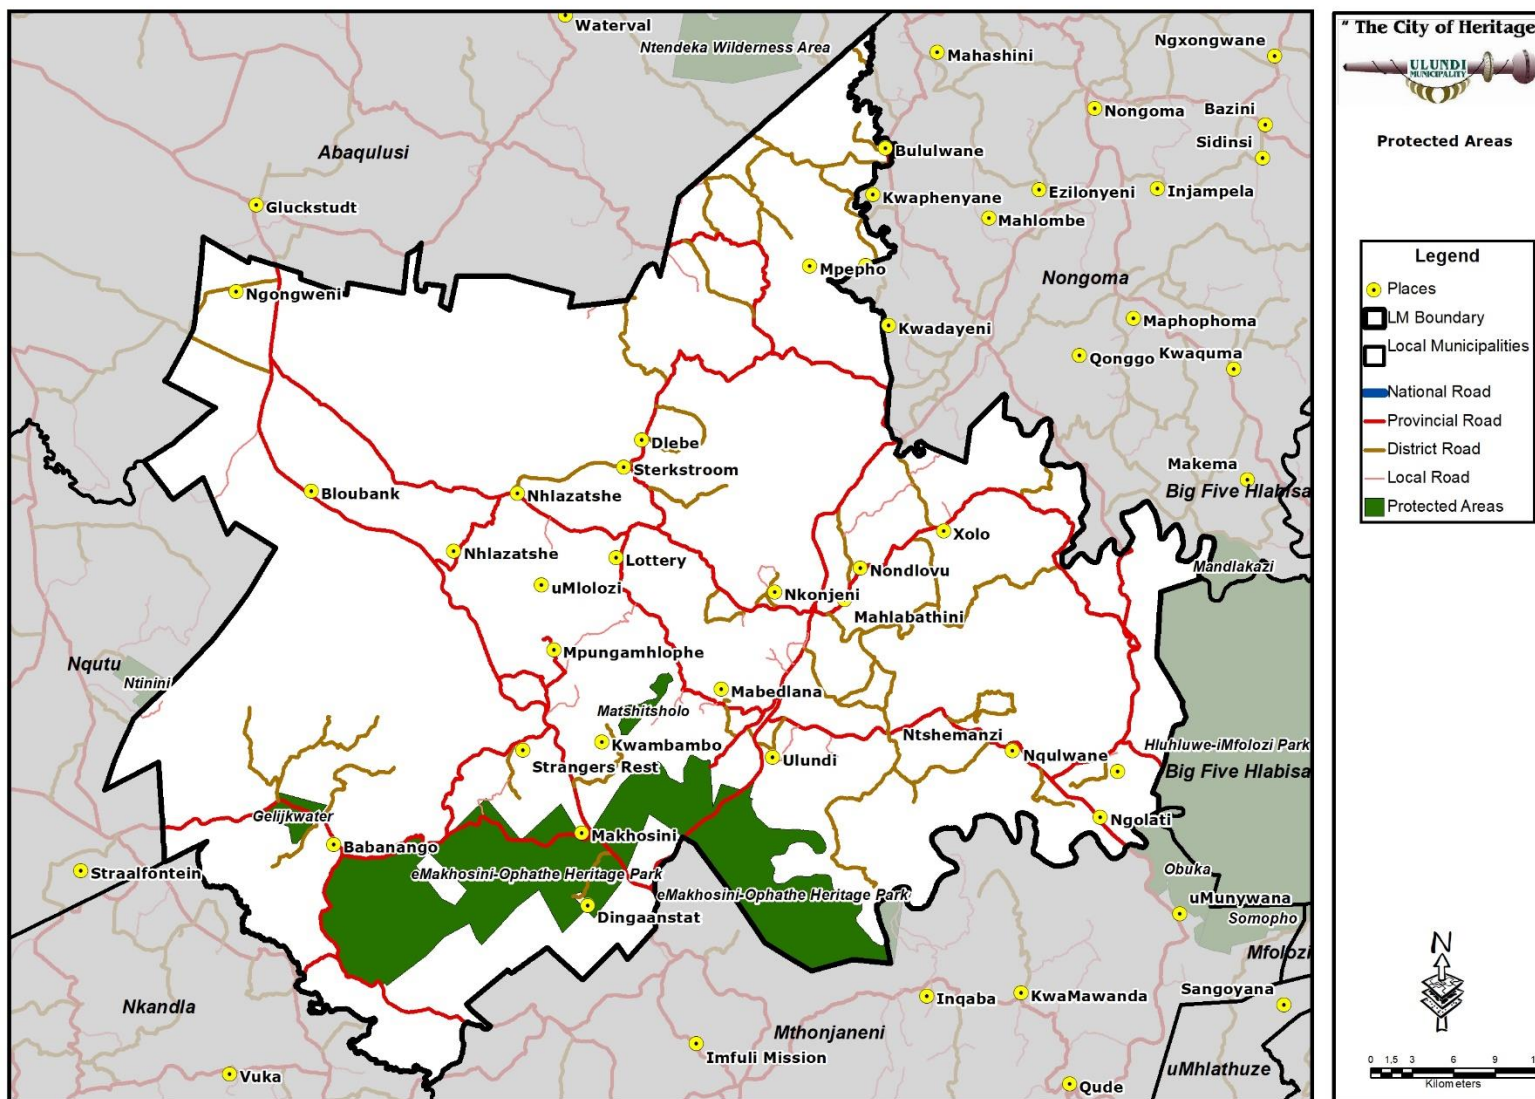 Waterval
Ntendeka Wilderness Area
Mahashini
Ngxongwane
Nongoma
Bazini
Sidinsi
Abaqulusi
Bululwane
Gluckstudt
Kwaphenyane
Ezilonyeni
Injampela
Mahlombe
Mpepho
Nongoma
Ngongweni
Kwadayeni
Maphophoma
Qonggo
Kwaquma
Dlebe
Sterkstroom
Makema
Big Five Hlabisa
Bloubank
Nhlazatshe
Xolo
Nhlazatshe
Lottery
Nondlovu
Mandlakazi
uMlolozi
Nkonjeni
Mahlabathini
Nqutu
Ntinini
Mpungamhlophe
Mabedlana
Matshitsholo
Ntshemanzi
Kwambambo
Strangers Rest
Ulundi
Nqulwane
Hluhluwe-iMfolozi Park
Big Five Hlabisa
Gelijkwater
Babanango
Makhosini
Ngolati
Straalfontein
eMakhosini-Ophathe Heritage Park
eMakhosini-Ophathe Heritage Park
Obuka
uMunywana
Somopho
Dingaanstat
Mfolozi
Nkandla
Inqaba
KwaMawanda
Sangoyana
Mthonjaneni
Imfuli Mission
Vuka
Qude
uMhlathuze
" The City of Heritage
ULUNDI
MUNICIPALITY
Protected Areas
Legend
Places
LM Boundary
Local Municipalities
National Road
Provincial Road
District Road
Local Road
Protected Areas
N
0 1,5 3 6 9
Kilometers